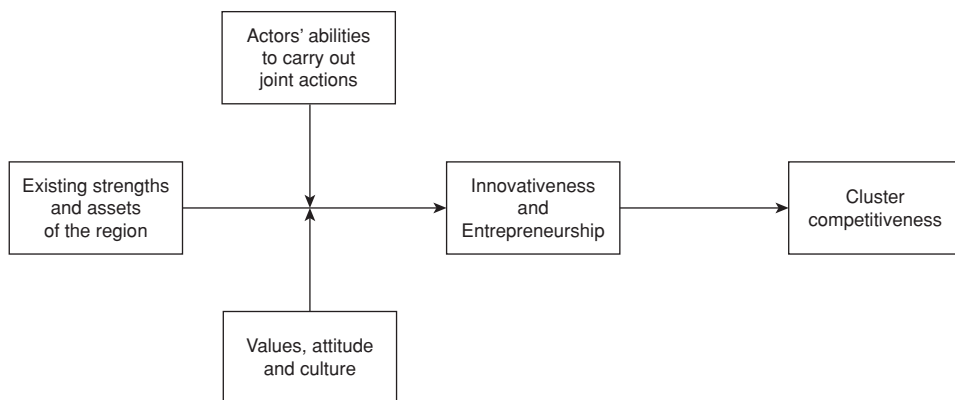 Actors’ abilities
to carry out
joint actions
Existing strengths
and assets
of the region
Innovativeness
and
Entrepreneurship
Cluster
competitiveness
Values, attitude
and culture